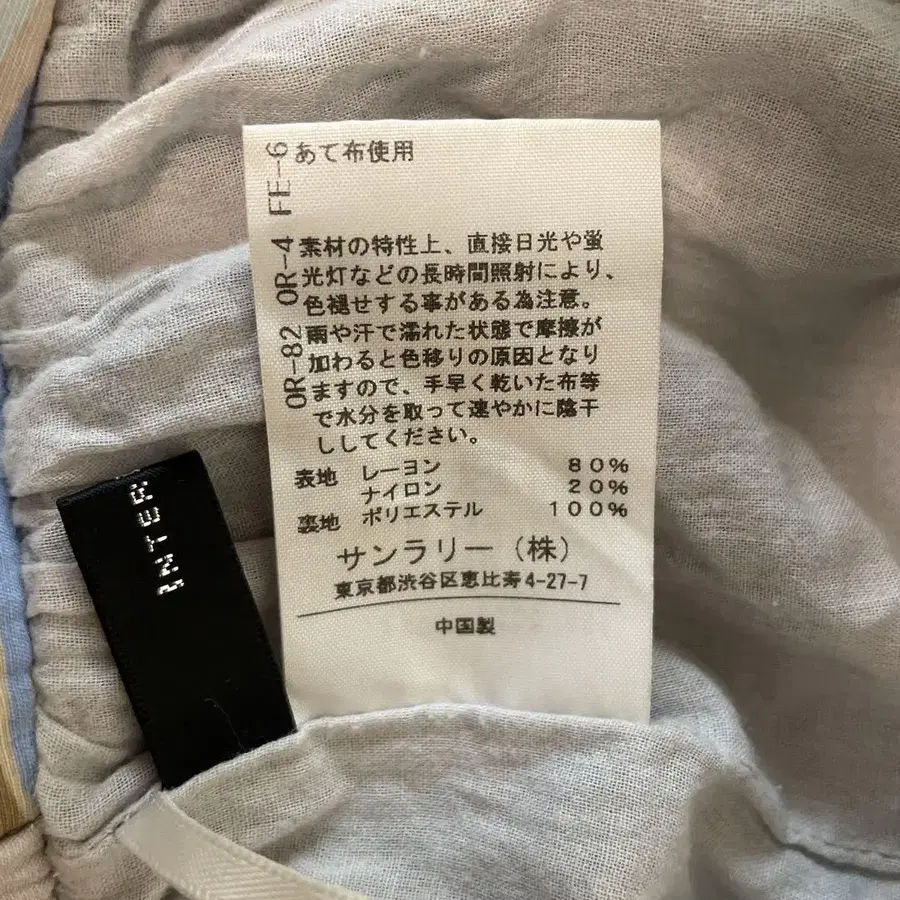 FE-6
あて布使用
OR-4
素材の特性上、直接日光や蛍
光灯などの長時間照射により、
色褪せする事がある為注意。
OR-82
雨や汗で濡れた状態で摩擦が
加わると色移りの原因となり
ますので、手早く乾いた布等
で水分を取って速やかに陰干
ししてください。
表地 レーヨン 80%
ナイロン 20%
裏地 ポリエステル 100%
サンラリー（株）
東京都渋谷区恵比寿4-27-7
中国製
INTER